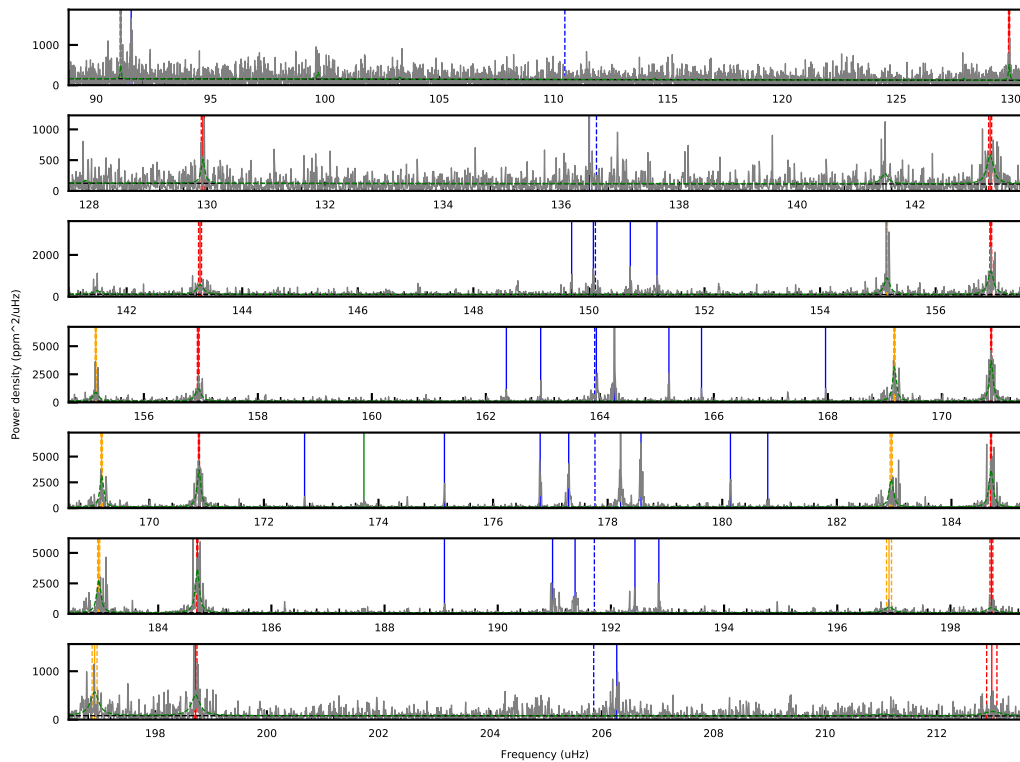 1000
0
90 95 100 105 110 115 120 125 130
1000
500
0
128 130 132 134 136 138 140 142
2000
0
142 144 146 148 150 152 154 156
Power density (ppm^2/uHz)
5000
2500
0
156 158 160 162 164 166 168 170
5000
2500
0
170 172 174 176 178 180 182 184
5000
2500
0
184 186 188 190 192 194 196 198
1000
0
198 200 202 204 206 208 210 212
Frequency (uHz)